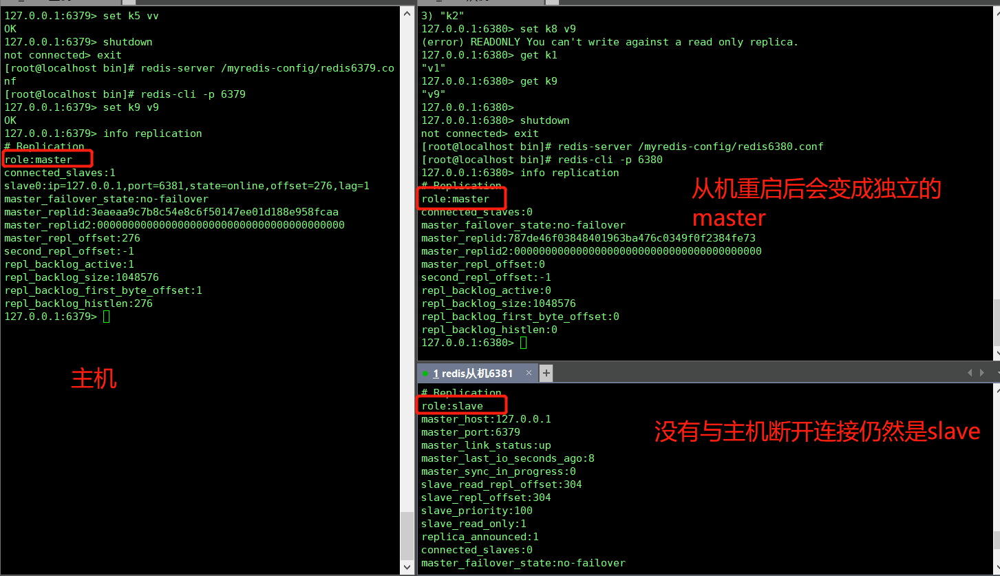 127.0.0.1:6379> set k5 vv
OK
127.0.0.1:6379> shutdown
not connected> exit
[root@localhost bin]# redis-server /myredis-config/redis6379.co
nf
[root@localhost bin]# redis-cli -p 6379
127.0.0.1:6379> set k9 v9
OK
127.0.0.1:6379> info replication
# Replication
role:master
connected_slaves:1
slave0:ip=127.0.0.1,port=6381,state=online,offset=276,lag=1
master_failover_state:no-failover
master_replid:3eaeaa9c7b8c54e8c6f50147ee01d188e958fcaa
master_replid2:0000000000000000000000000000000000000000
master_repl_offset:276
second_repl_offset:-1
repl_backlog_active:1
repl_backlog_size:1048576
repl_backlog_first_byte_offset:1
repl_backlog_histlen:276
127.0.0.1:6379>
主机
3) "k2"
127.0.0.1:6380> set k8 v9
(error) READONLY You can't write against a read only replica.
127.0.0.1:6380> get k1
"v1"
127.0.0.1:6380> get k9
"v9"
127.0.0.1:6380>
127.0.0.1:6380> shutdown
not connected> exit
[root@localhost bin]# redis-server /myredis-config/redis6380.conf
[root@localhost bin]# redis-cli -p 6380
127.0.0.1:6380> info replication
# Replication
role:master
connected_slaves:0
master_failover_state:no-failover
master_replid:787de46f03848401963ba476c0349f0f2384fe73
master_replid2:0000000000000000000000000000000000000000
master_repl_offset:0
second_repl_offset:-1
repl_backlog_active:0
repl_backlog_size:1048576
repl_backlog_first_byte_offset:0
repl_backlog_histlen:0
127.0.0.1:6380>
从机重启后会变成独立的
master
1 redis从机6381
# Replication
role:slave
master_host:127.0.0.1
master_port:6379
master_link_status:up
master_last_io_seconds_ago:8
master_sync_in_progress:0
slave_read_repl_offset:304
slave_repl_offset:304
slave_priority:100
slave_read_only:1
replica_announced:1
connected_slaves:0
master_failover_state:no-failover
没有与主机断开连接仍然是slave